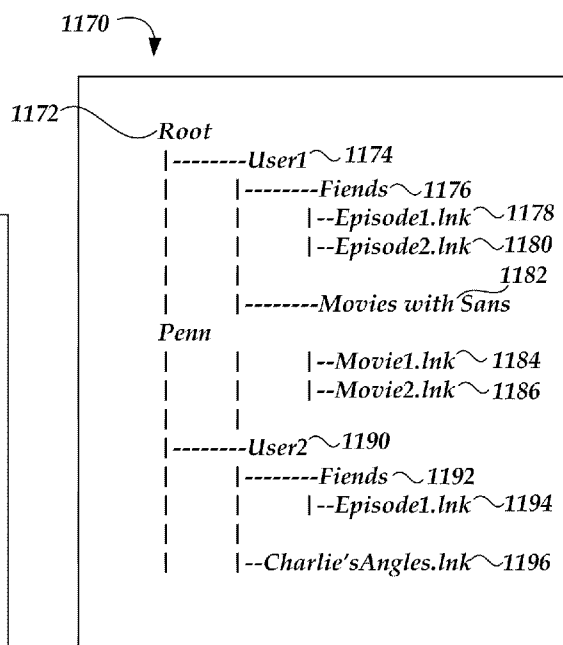 1170
1172 Root
|--------User1 1174
| |--------Fiends 1176
| | |--Episode1.lnk 1178
| | |--Episode2.lnk 1180
| | 1182
| |--------Movies with Sans
Penn
| | |--Movie1.lnk 1184
| | |--Movie2.lnk 1186
| |
|--------User2 1190
| |--------Fiends 1192
| | |--Episode1.lnk 1194
| |
| |--Charlie'sAngles.lnk 1196